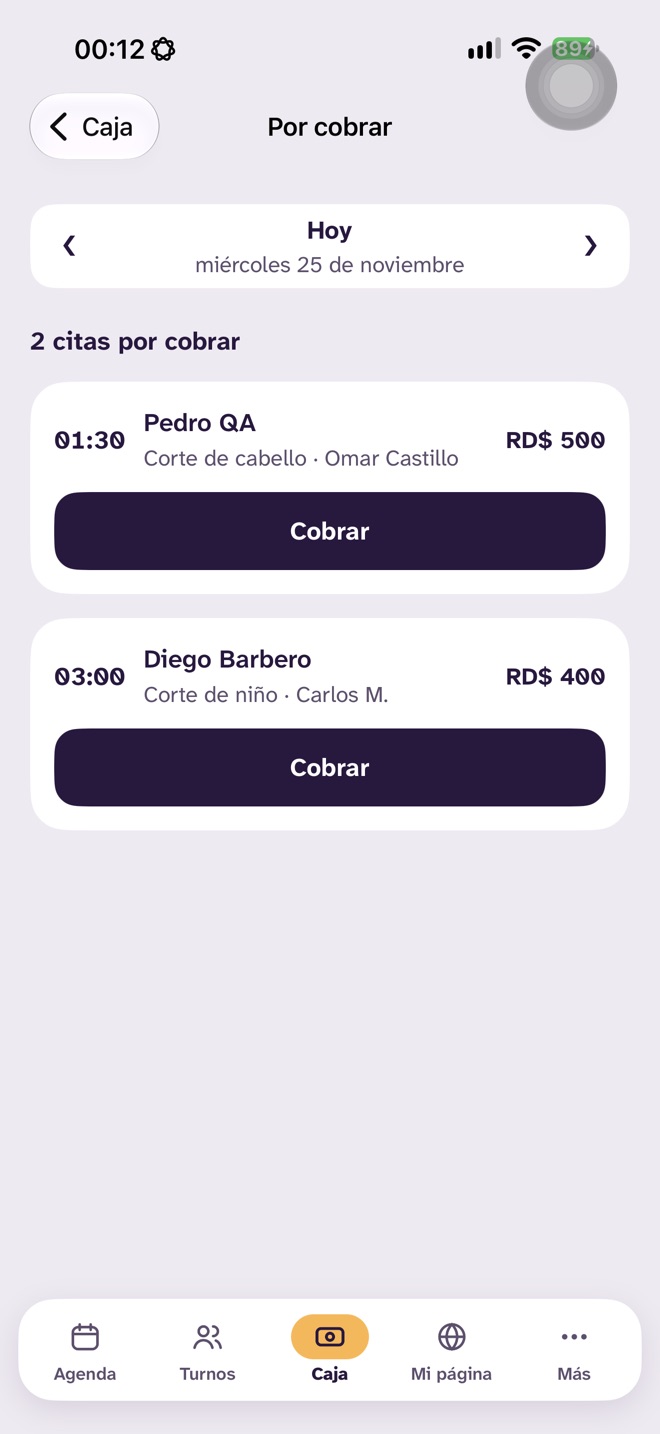 00:12
89
Caja
Por cobrar
Hoy
miércoles 25 de noviembre
2 citas por cobrar
01:30
Pedro QA
Corte de cabello · Omar Castillo
RD$ 500
Cobrar
03:00
Diego Barbero
Corte de niño · Carlos M.
RD$ 400
Cobrar
Agenda
Turnos
Caja
Mi página
Más